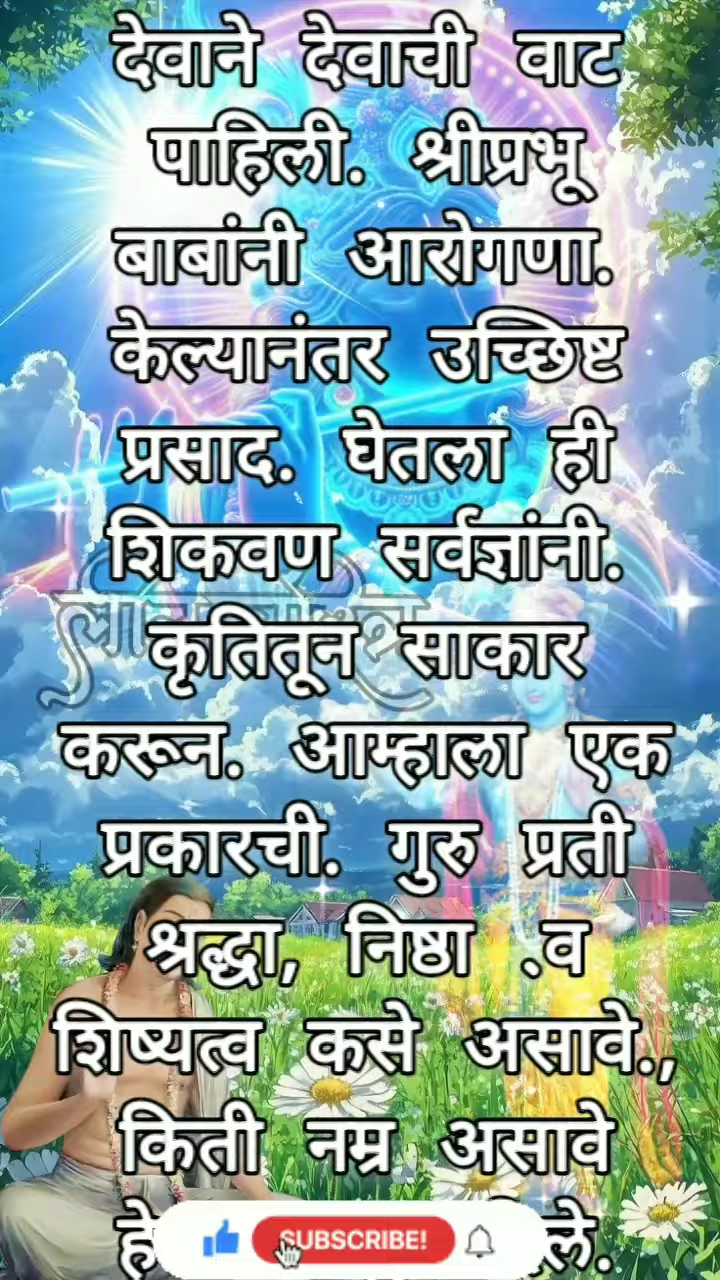 देवाने देवाची वाट
पाहिली. श्रीप्रभू
बाबांनी आरोगणा.
केल्यानंतर उच्छिष्ट
प्रसाद. घेतला ही
शिकवण सर्वज्ञांनी.
कृतितून साकार
करून. आम्हाला एक
प्रकारची. गुरु प्रती
श्रद्धा, निष्ठा .व
शिष्यत्व कसे असावे.,
किती नम्र असावे
हे
SUBSCRIBE!